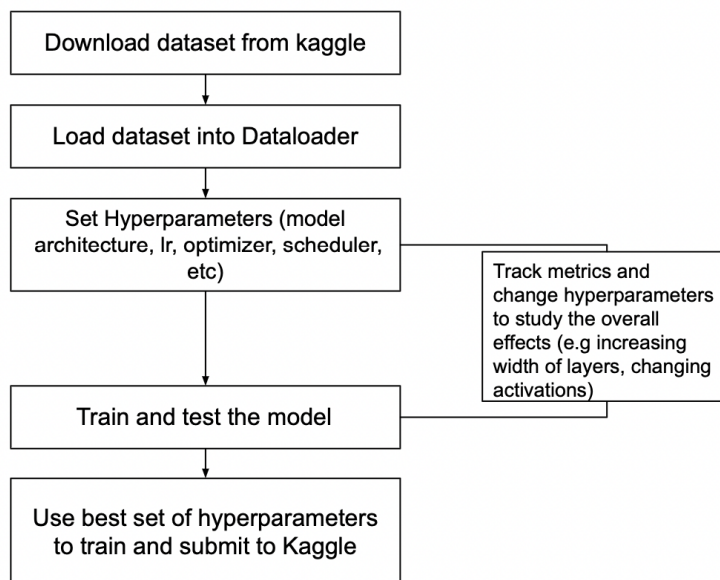 Download dataset from kaggle
Load dataset into Dataloader
Set Hyperparameters (model
architecture, lr, optimizer, scheduler,
etc)
Track metrics and
change hyperparameters
to study the overall
effects (e.g increasing
width of layers, changing
activations)
Train and test the model
Use best set of hyperparameters
to train and submit to Kaggle